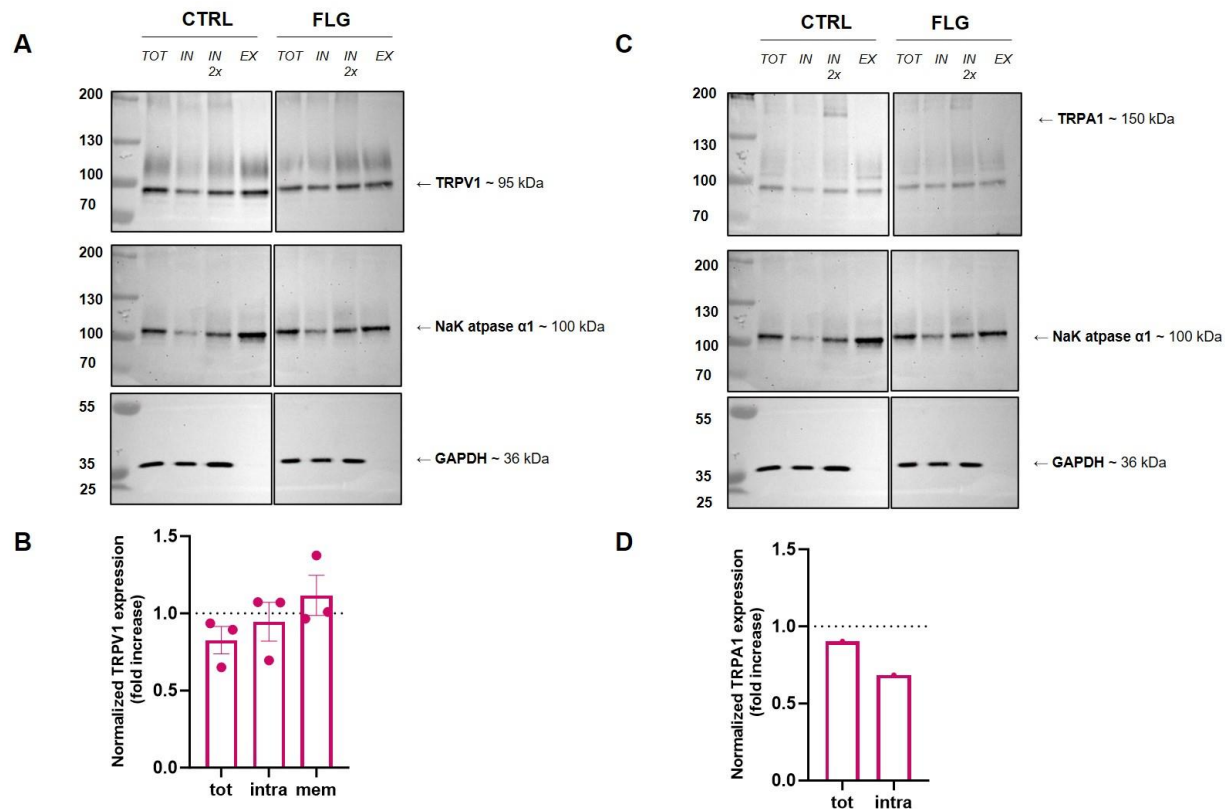 A
CTRL FLG
TOT IN IN 2x EX TOT IN IN 2x EX
200
130
100
70
← TRPV1 ~ 95 kDa
200
130
100
70
← NaK atpase α1 ~ 100 kDa
55
35
25
← GAPDH ~ 36 kDa
B
Normalized TRPV1 expression
(fold increase)
1.5
1.0
0.5
0.0
tot intra mem
C
CTRL FLG
TOT IN IN 2x EX TOT IN IN 2x EX
200
130
100
70
← TRPA1 ~ 150 kDa
200
130
100
70
← NaK atpase α1 ~ 100 kDa
55
35
25
← GAPDH ~ 36 kDa
D
Normalized TRPA1 expression
(fold increase)
1.5
1.0
0.5
0.0
tot intra